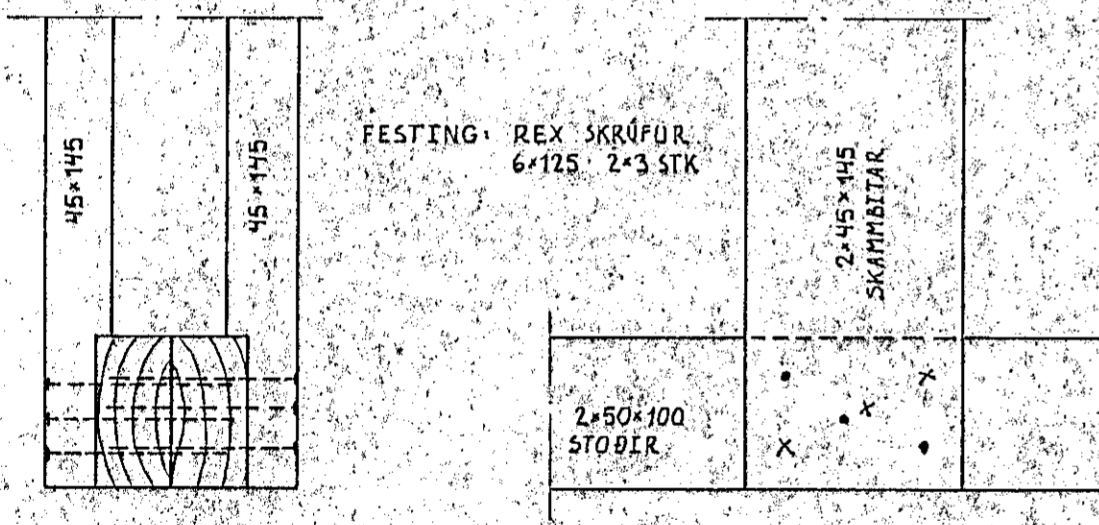 45×145
45×145
FESTING: REX SKRÚFUR
6×125 2×3 STK
2×45×145
SKAMMBITAR
2×50×100
STOÐIR